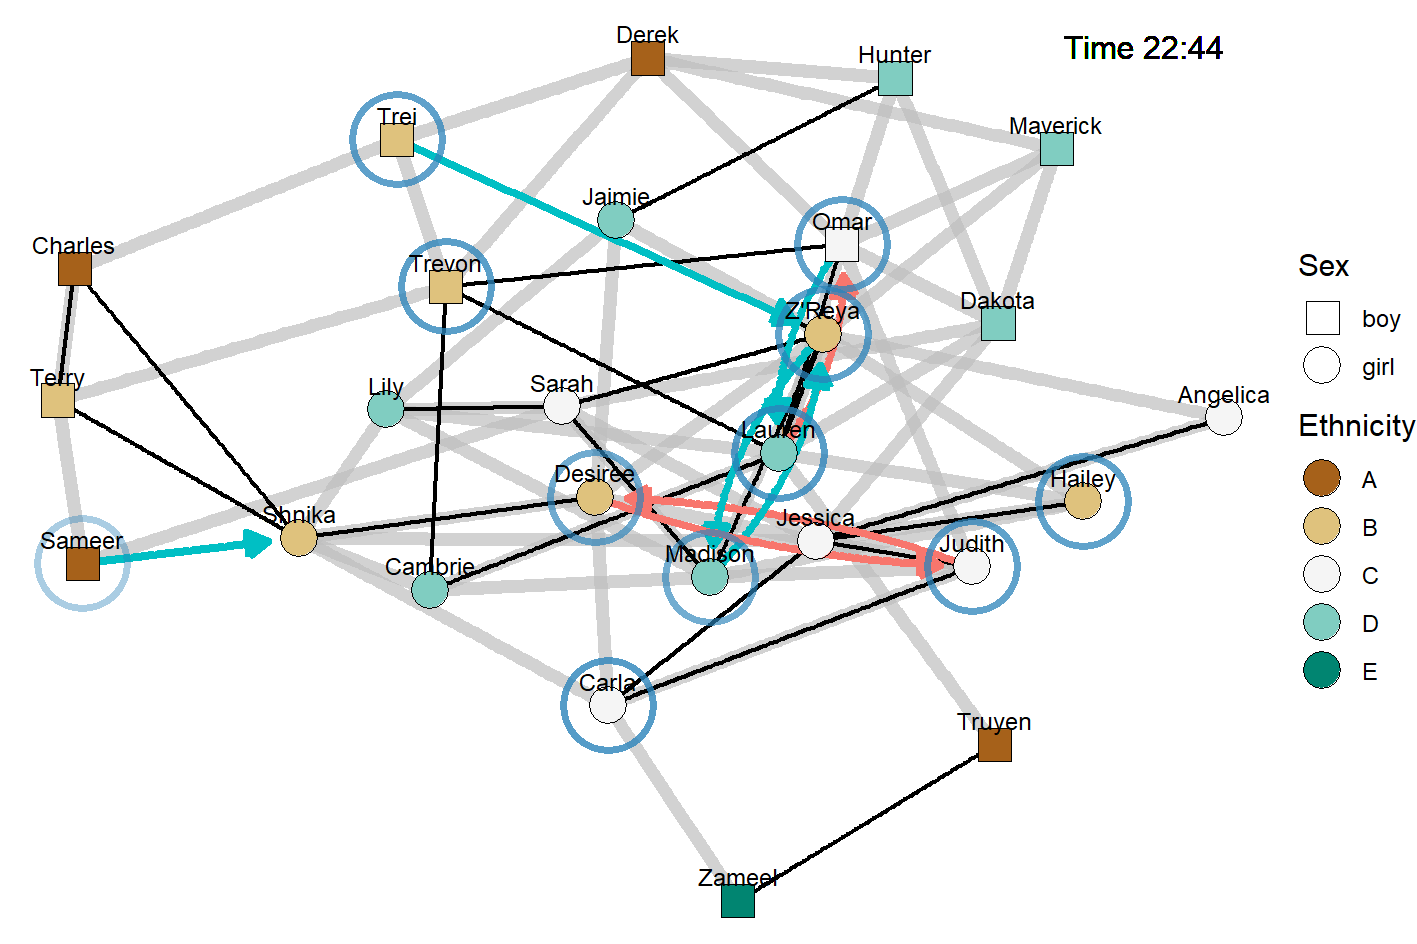 Derek
Hunter
Time 22:44
Trei
Maverick
Jaimie
Omar
Charles
Trevon
Sex
Z'Reya
Dakota
boy
girl
Terry
Lily
Sarah
Angelica
Lauren
Ethnicity
Desiree
Hailey
A
Shnika
Jessica
B
Sameer
Madison
Judith
Cambrie
C
D
Carla
E
Truyen
Zameel